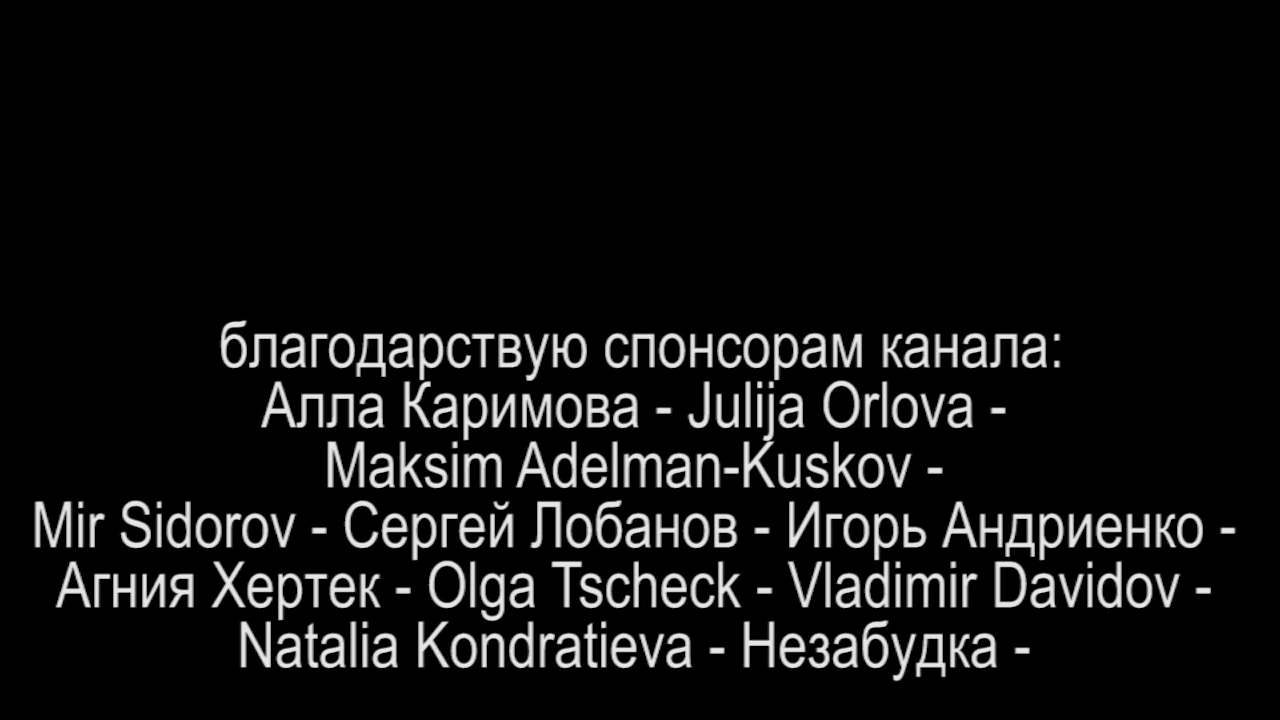 благодарствую спонсорам канала:
Алла Каримова - Julija Orlova -
Maksim Adelman-Kuskov -
Mir Sidorov - Сергей Лобанов - Игорь Андриенко -
Агния Хертек - Olga Tscheck - Vladimir Davidov -
Natalia Kondratieva - Незабудка -